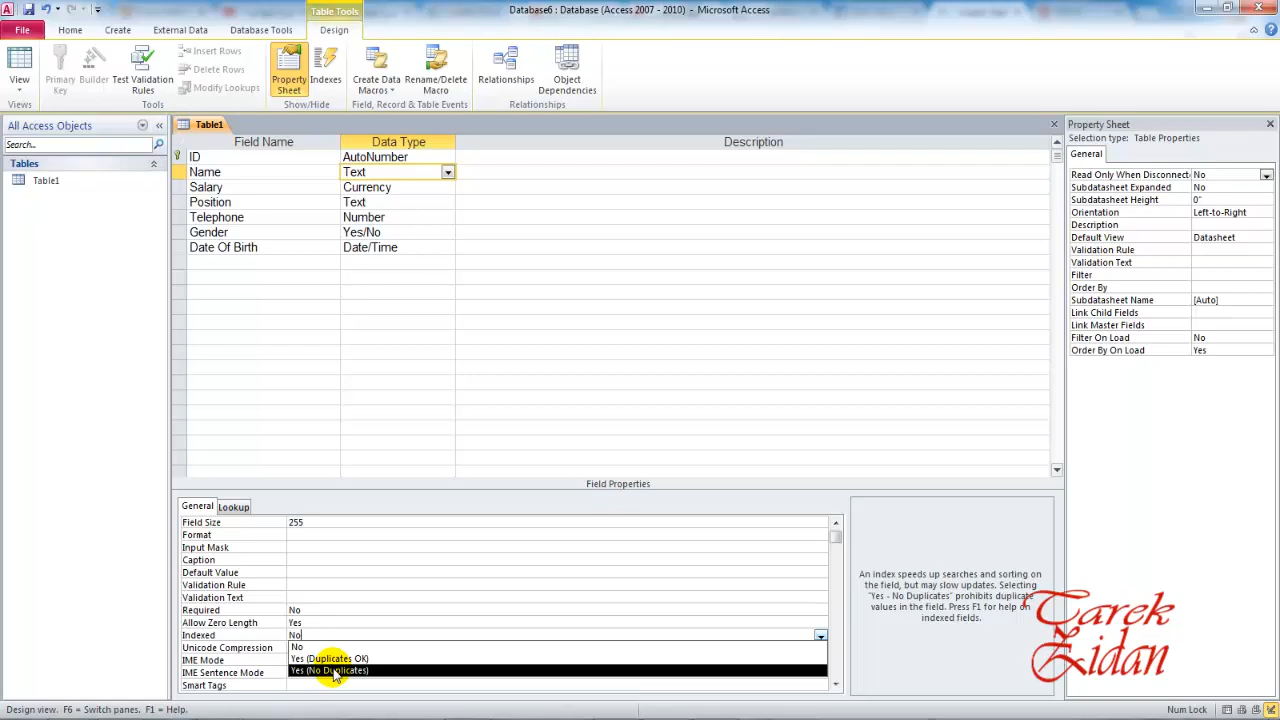 Database6 : Database (Access 2007 - 2010) - Microsoft Access
Table Tools
File Home Create External Data Database Tools Design
View
Primary Key
Builder
Test Validation Rules
Insert Rows
Delete Rows
Modify Lookups
Property Sheet
Indexes
Create Data Macros
Rename/Delete Macro
Relationships
Object Dependencies
Views Tools Show/Hide Field, Record & Table Events Relationships
All Access Objects
Search...
Tables
Table1
Table1
Field Name Data Type Description
ID AutoNumber
Name Text
Salary Currency
Position Text
Telephone Number
Gender Yes/No
Date Of Birth Date/Time
Field Properties
General Lookup
Field Size 255
Format
Input Mask
Caption
Default Value
Validation Rule
Validation Text
Required No
Allow Zero Length Yes
Indexed No
Unicode Compression No
IME Mode Yes (Duplicates OK)
IME Sentence Mode Yes (No Duplicates)
Smart Tags
An index speeds up searches and sorting on
the field, but may slow updates. Selecting
"Yes - No Duplicates" prohibits duplicate
values in the field. Press F1 for help on
indexed fields.
Property Sheet
Selection type: Table Properties
General
Read Only When Disconnect No
Subdatasheet Expanded No
Subdatasheet Height 0"
Orientation Left-to-Right
Description
Default View Datasheet
Validation Rule
Validation Text
Filter
Order By
Subdatasheet Name [Auto]
Link Child Fields
Link Master Fields
Filter On Load No
Order By On Load Yes
Tarek
Zidan
Design view. F6 = Switch panes. F1 = Help.
Num Lock